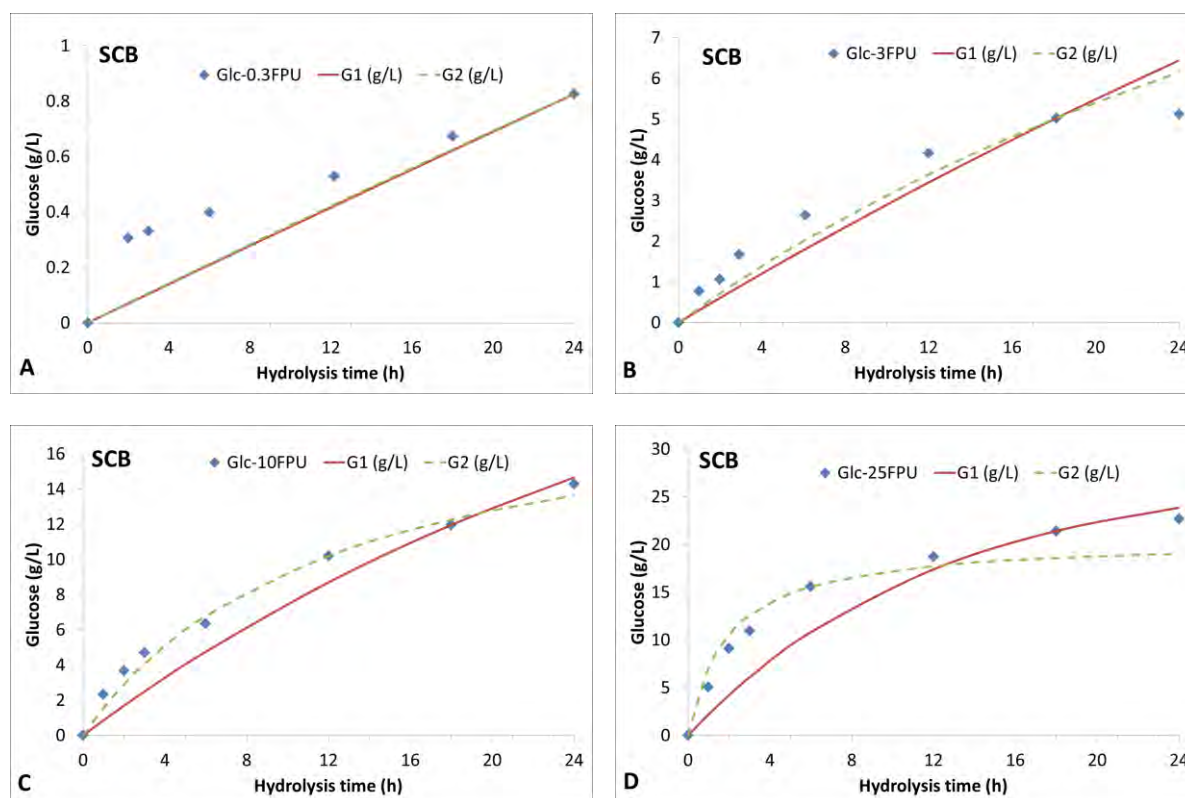 SCB
Glc-0.3FPU G1 (g/L) G2 (g/L)
Glucose (g/L)
1
0.8
0.6
0.4
0.2
0
0 4 8 12 16 20 24
Hydrolysis time (h)
A
SCB
Glc-3FPU G1 (g/L) G2 (g/L)
Glucose (g/L)
7
6
5
4
3
2
1
0
0 4 8 12 16 20 24
Hydrolysis time (h)
B
SCB
Glc-10FPU G1 (g/L) G2 (g/L)
Glucose (g/L)
16
14
12
10
8
6
4
2
0
0 4 8 12 16 20 24
Hydrolysis time (h)
C
SCB
Glc-25FPU G1 (g/L) G2 (g/L)
Glucose (g/L)
30
25
20
15
10
5
0
0 4 8 12 16 20 24
Hydrolysis time (h)
D